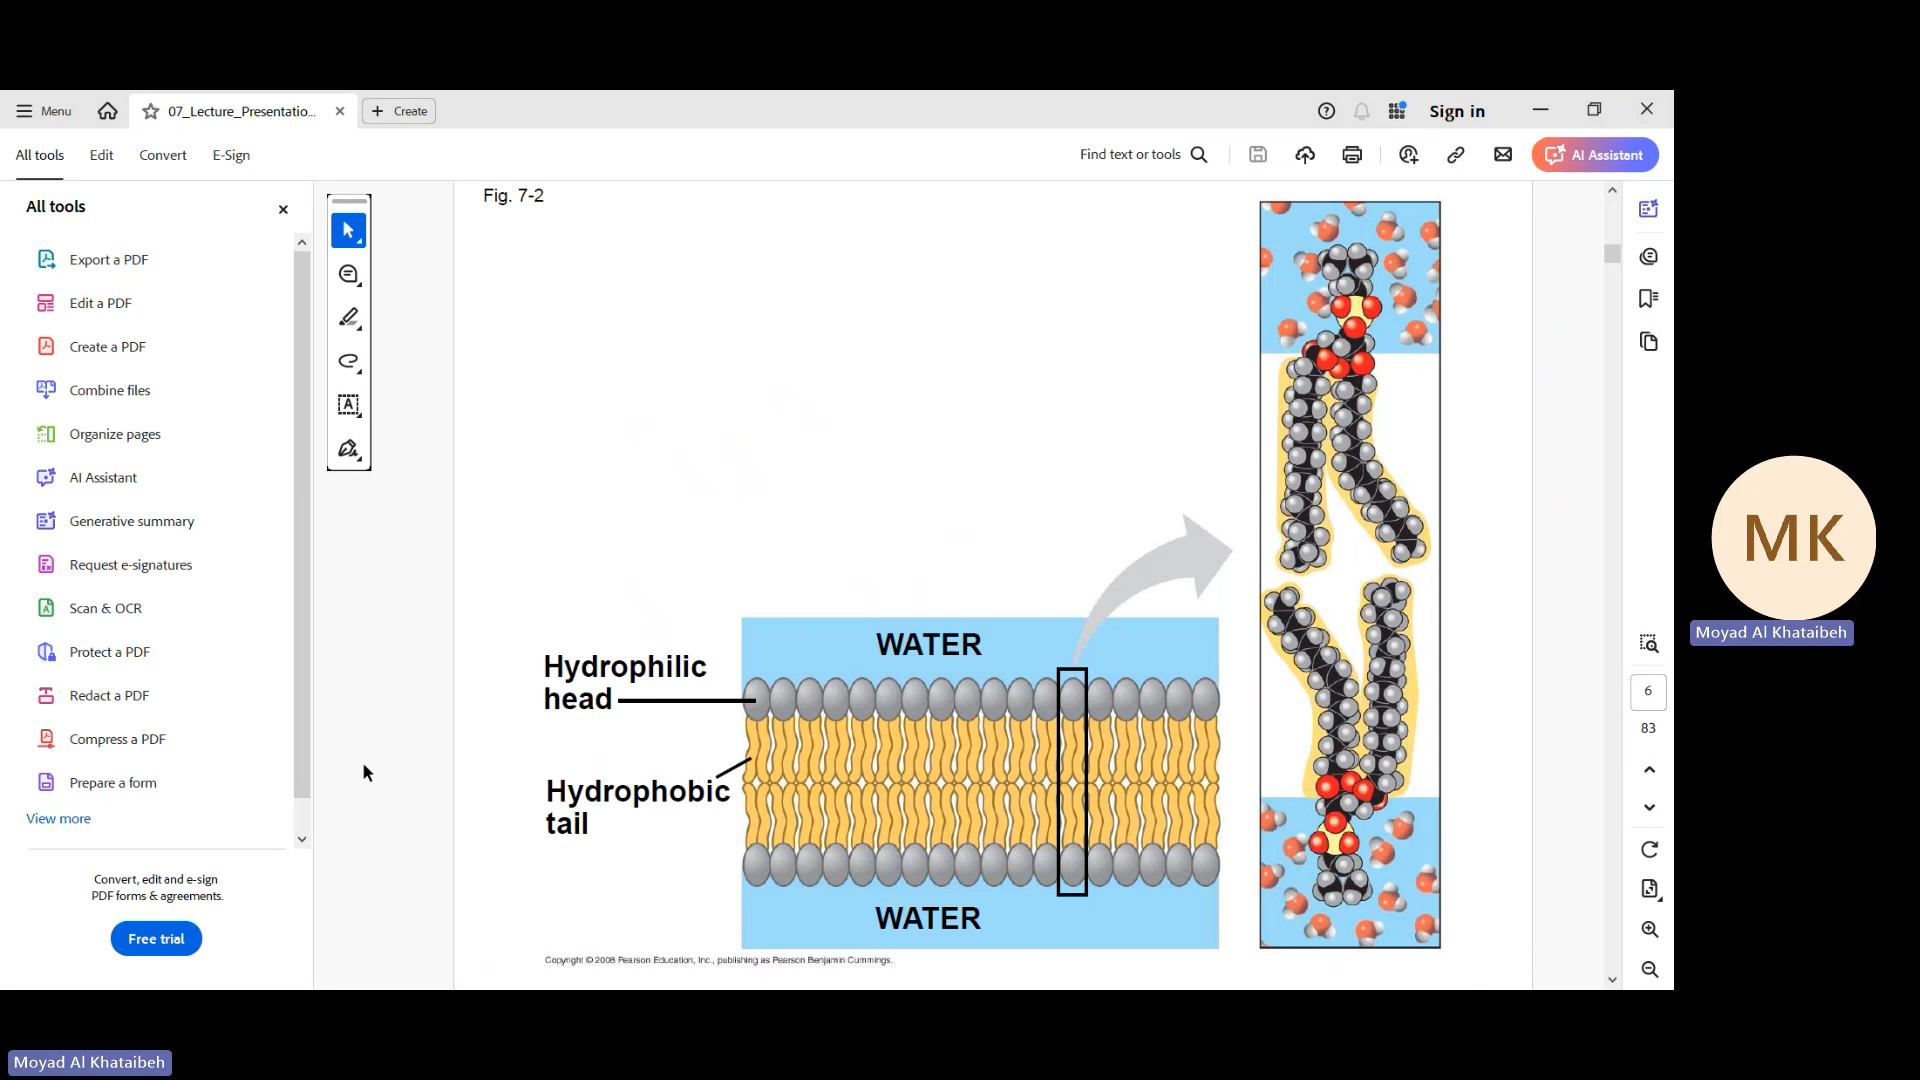 Menu
07_Lecture_Presentatio...
Create
Sign in
All tools
Edit
Convert
E-Sign
Find text or tools
AI Assistant
All tools
Export a PDF
Edit a PDF
Create a PDF
Combine files
Organize pages
AI Assistant
Generative summary
Request e-signatures
Scan & OCR
Protect a PDF
Redact a PDF
Compress a PDF
Prepare a form
View more
Convert, edit and e-sign
PDF forms & agreements.
Free trial
Fig. 7-2
WATER
Hydrophilic
head
Hydrophobic
tail
WATER
Copyright © 2008 Pearson Education, Inc., publishing as Pearson Benjamin Cummings.
6
83
MK
Moyad Al Khataibeh
Moyad Al Khataibeh